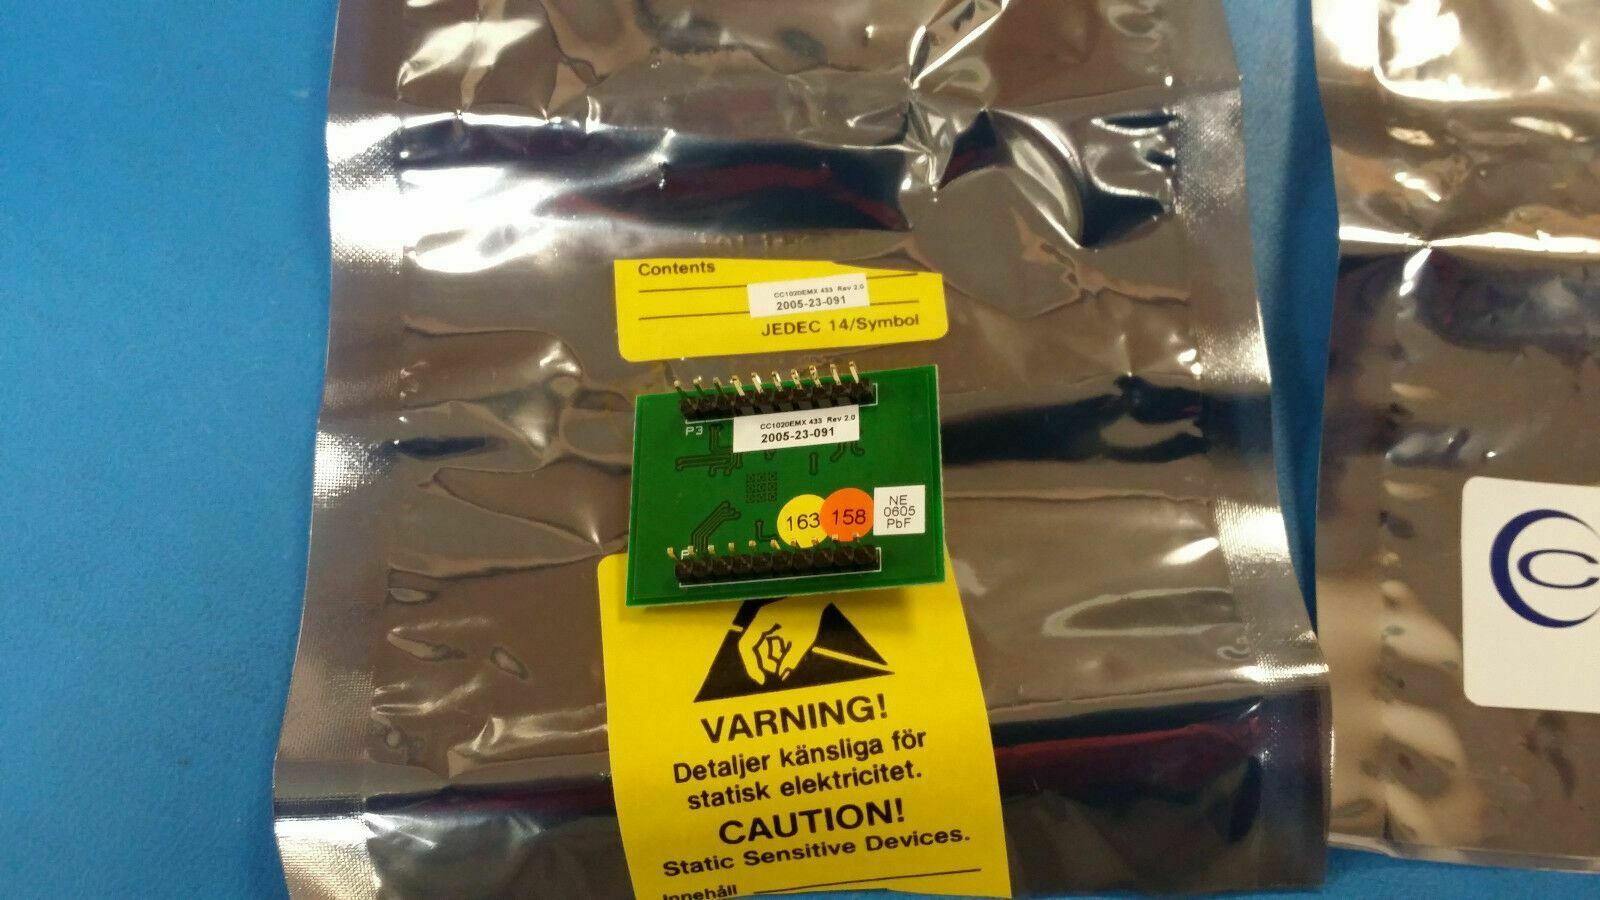 Contents
CC1020EMX 433 Rev 2.0
2005-23-091
JEDEC 14/Symbol
P3
CC1020EMX 433 Rev 2.0
2005-23-091
163
158
NE
0605
PbF
VARNING!
Detaljer känsliga för
statisk elektricitet.
CAUTION!
Static Sensitive Devices.
Innehåll
C